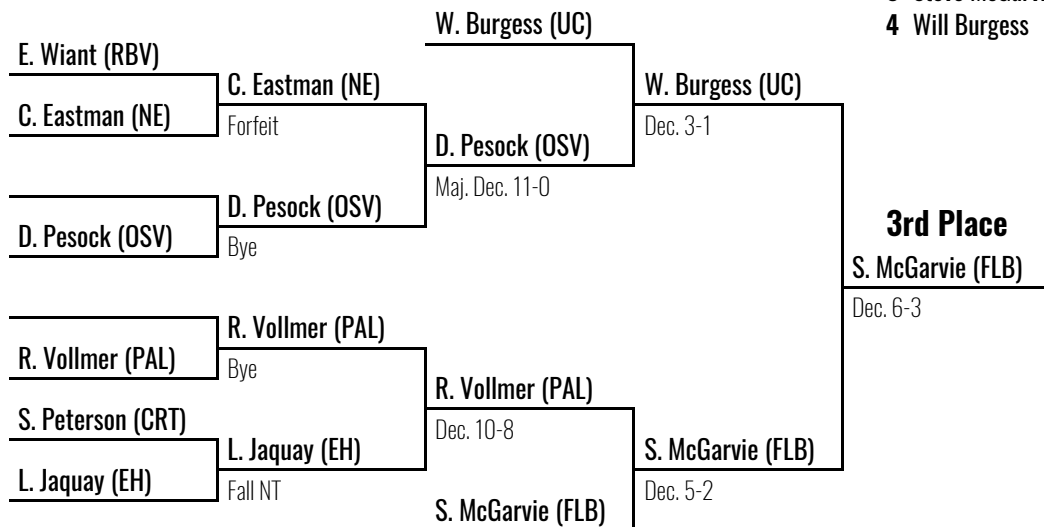 4 Will Burgess
W. Burgess (UC)
E. Wiant (RBV)
C. Eastman (NE)
C. Eastman (NE)
Forfeit
W. Burgess (UC)
Dec. 3-1
D. Pesock (OSV)
Maj. Dec. 11-0
D. Pesock (OSV)
D. Pesock (OSV)
Bye
3rd Place
S. McGarvie (FLB)
Dec. 6-3
R. Vollmer (PAL)
R. Vollmer (PAL)
Bye
R. Vollmer (PAL)
Dec. 10-8
S. Peterson (CRT)
L. Jaquay (EH)
L. Jaquay (EH)
Fall NT
S. McGarvie (FLB)
Dec. 5-2
S. McGarvie (FLB)